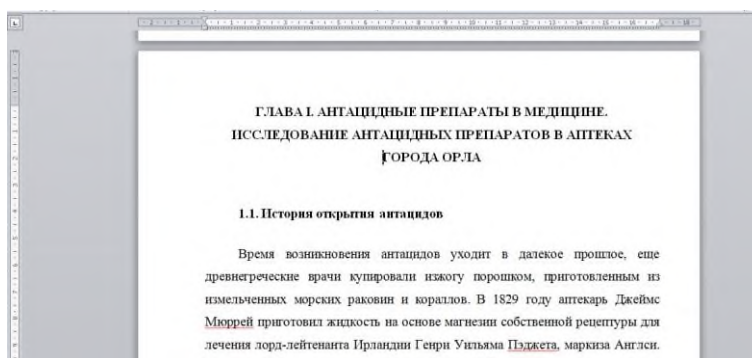 ГЛАВА I. АНТАЦИДНЫЕ ПРЕПАРАТЫ В МЕДИЦИНЕ.
ИССЛЕДОВАНИЕ АНТАЦИДНЫХ ПРЕПАРАТОВ В АПТЕКАХ
ГОРОДА ОРЛА
1.1. История открытия антацидов
Время возникновения антацидов уходит в далекое прошлое, еще
древнегреческие врачи купировали изжогу порошком, приготовленным из
измельченных морских раковин и кораллов. В 1829 году аптекарь Джеймс
Мюррей приготовил жидкость на основе магнезии собственной рецептуры для
лечения лорд-лейтенанта Ирландии Генри Уильяма Пэджета, маркиза Англси.